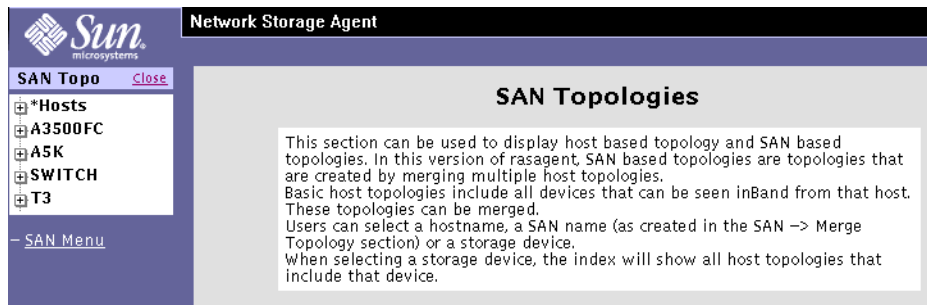 Sun
microsystems
Network Storage Agent
SAN Topo Close
*Hosts
A3500FC
A5K
SWITCH
T3
– SAN Menu
SAN Topologies
This section can be used to display host based topology and SAN based
topologies. In this version of rasagent, SAN based topologies are topologies that
are created by merging multiple host topologies.
Basic host topologies include all devices that can be seen inBand from that host.
These topologies can be merged.
Users can select a hostname, a SAN name (as created in the SAN -> Merge
Topology section) or a storage device.
When selecting a storage device, the index will show all host topologies that
include that device.